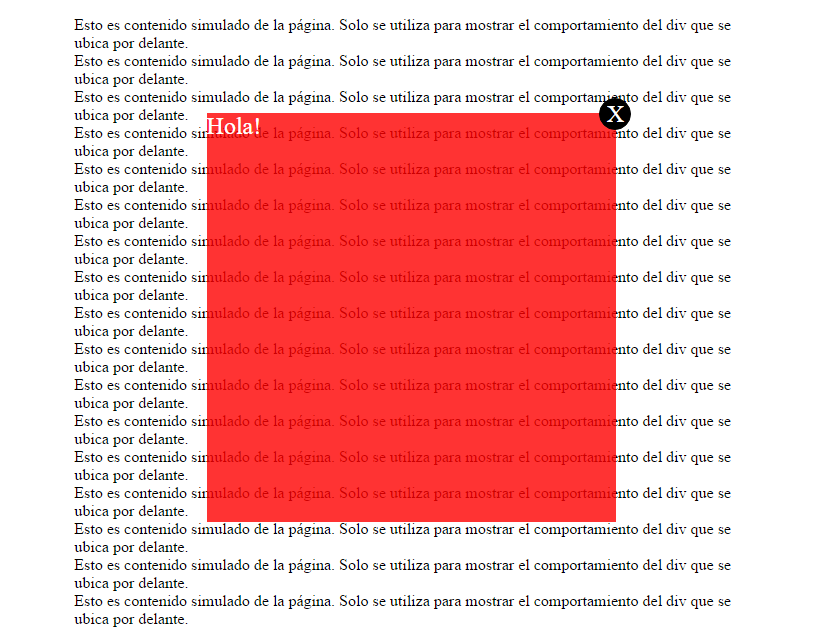 Esto es contenido simulado de la página. Solo se utiliza para mostrar el comportamiento del div que se
ubica por delante.
Esto es contenido simulado de la página. Solo se utiliza para mostrar el comportamiento del div que se
ubica por delante.
Esto es contenido simulado de la página. Solo se utiliza para mostrar el comportamiento del div que se
X
ubica por delante.
Hola!
Esto es contenido simulado de la página. Solo se utiliza para mostrar el comportamiento del div que se
ubica por delante.
Esto es contenido simulado de la página. Solo se utiliza para mostrar el comportamiento del div que se
ubica por delante.
Esto es contenido simulado de la página. Solo se utiliza para mostrar el comportamiento del div que se
ubica por delante.
Esto es contenido simulado de la página. Solo se utiliza para mostrar el comportamiento del div que se
ubica por delante.
Esto es contenido simulado de la página. Solo se utiliza para mostrar el comportamiento del div que se
ubica por delante.
Esto es contenido simulado de la página. Solo se utiliza para mostrar el comportamiento del div que se
ubica por delante.
Esto es contenido simulado de la página. Solo se utiliza para mostrar el comportamiento del div que se
ubica por delante.
Esto es contenido simulado de la página. Solo se utiliza para mostrar el comportamiento del div que se
ubica por delante.
Esto es contenido simulado de la página. Solo se utiliza para mostrar el comportamiento del div que se
ubica por delante.
Esto es contenido simulado de la página. Solo se utiliza para mostrar el comportamiento del div que se
ubica por delante.
Esto es contenido simulado de la página. Solo se utiliza para mostrar el comportamiento del div que se
ubica por delante.
Esto es contenido simulado de la página. Solo se utiliza para mostrar el comportamiento del div que se
ubica por delante.
Esto es contenido simulado de la página. Solo se utiliza para mostrar el comportamiento del div que se
ubica por delante.
Esto es contenido simulado de la página. Solo se utiliza para mostrar el comportamiento del div que se
ubica por delante.